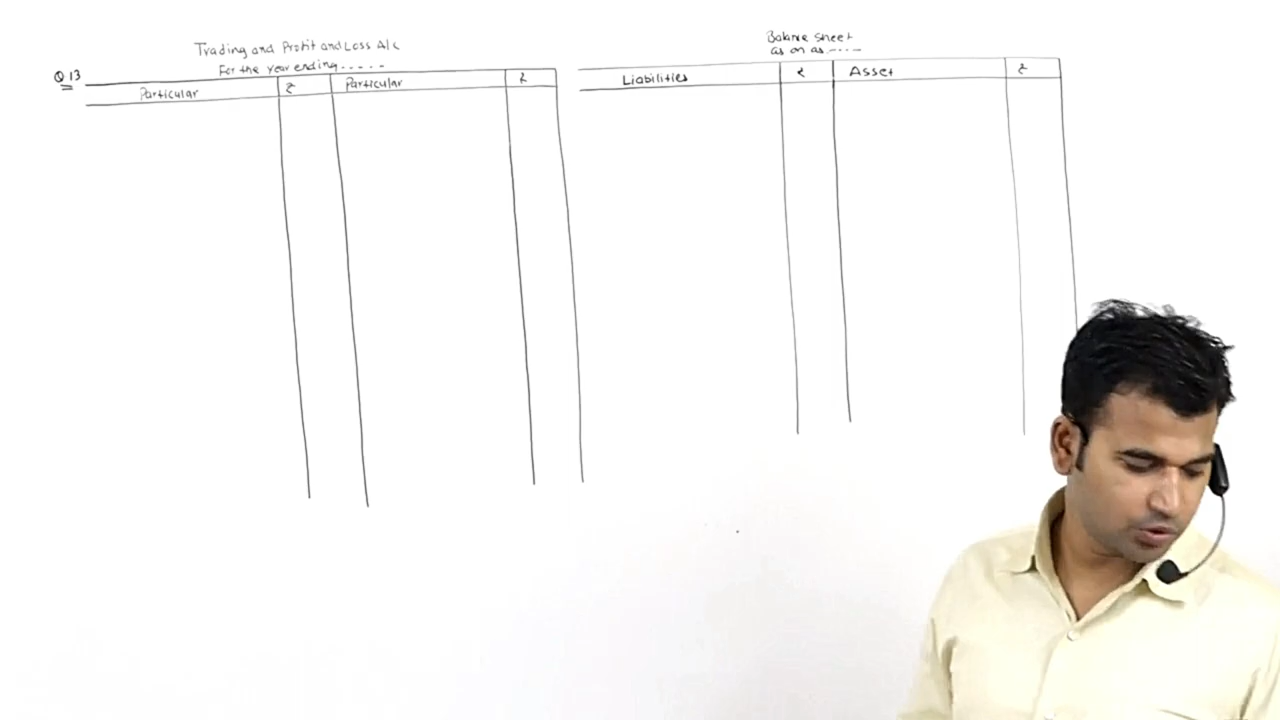 Trading and Profit and Loss A/c
For the year ending.....
Q 13
Particular ₹ Particular ₹
Balance Sheet
as on as.----
Liabilities ₹ Asset ₹